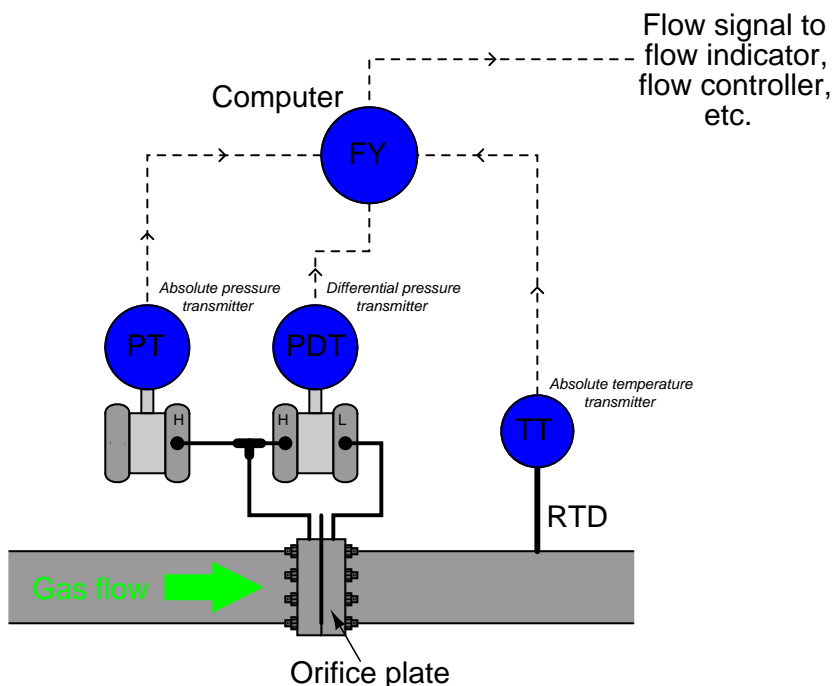 Flow signal to
flow indicator,
flow controller,
etc.
Computer
FY
Absolute pressure
transmitter
Differential pressure
transmitter
PT
PDT
Absolute temperature
transmitter
H
H
L
TT
RTD
Gas flow
Orifice plate